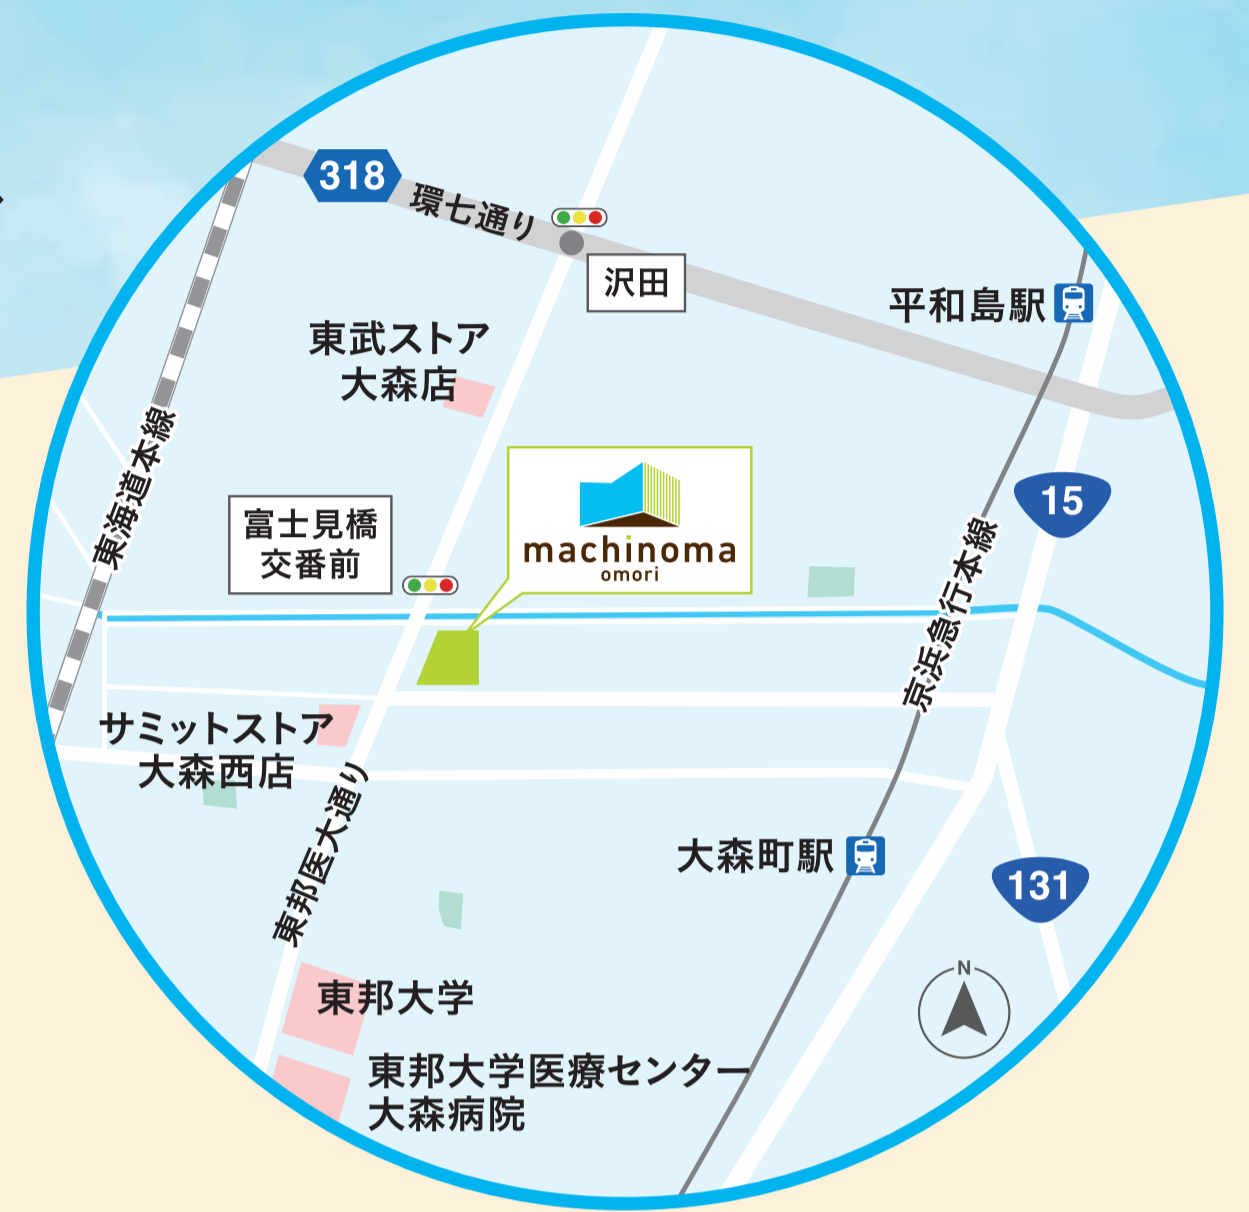 318
環七通り
沢田
平和島駅
東武ストア
大森店
東海道本線
machinoma
omori
富士見橋
交番前
15
京浜急行本線
サミットストア
大森西店
東邦医大通り
大森町駅
131
N
東邦大学
東邦大学医療センター
大森病院